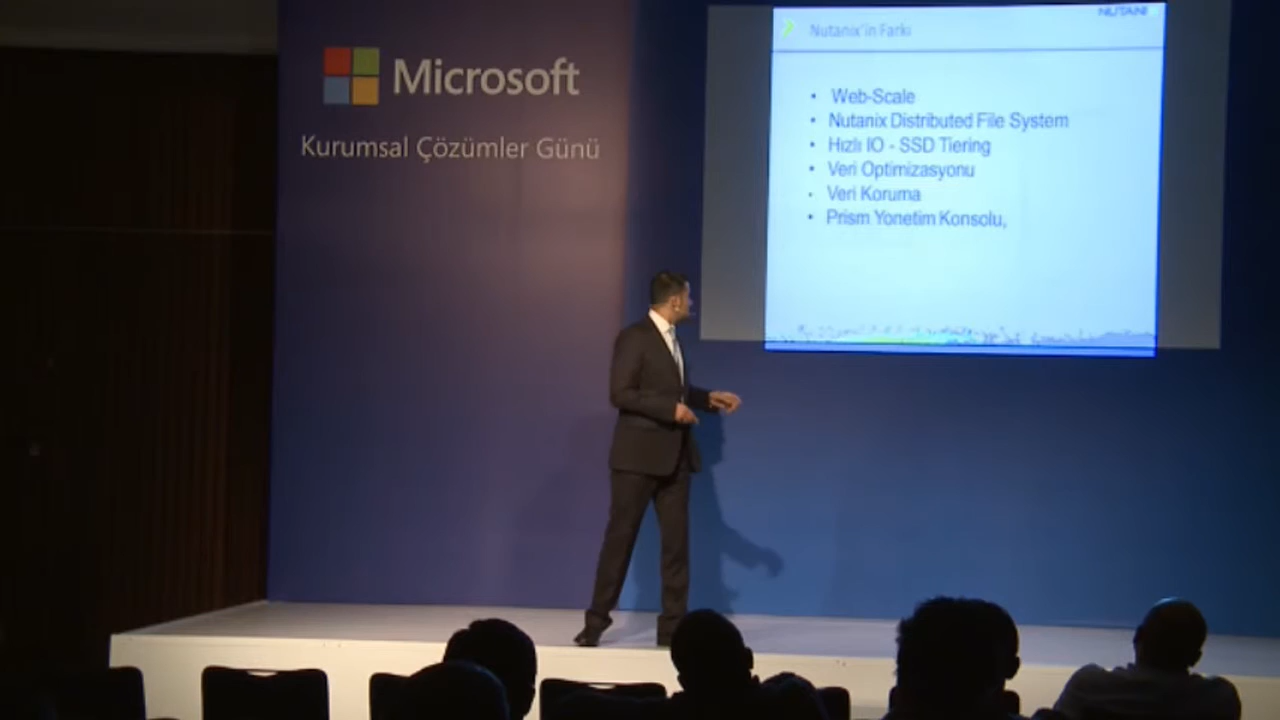 Microsoft
Kurumsal Çözümler Günü
NUTANI
Nutanix'in Farkı
Web-Scale
Nutanix Distributed File System
Hızlı IO - SSD Tiering
Veri Optimizasyonu
Veri Koruma
Prism Yonetim Konsolu,